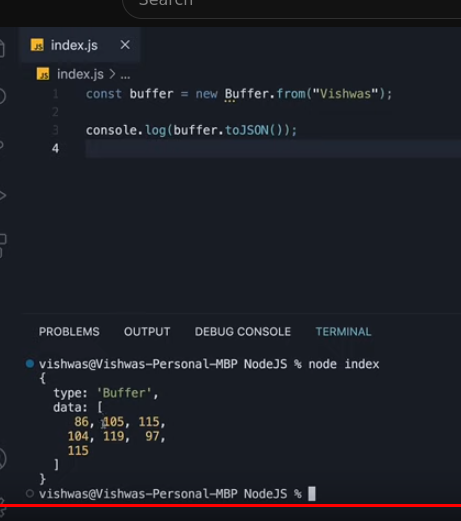 Search
JS index.js ×
JS index.js > ...
1 const buffer = new Buffer.from("Vishwas");
2
3 console.log(buffer.toJSON());
4
PROBLEMS OUTPUT DEBUG CONSOLE TERMINAL
vishwas@Vishwas-Personal-MBP NodeJS % node index
{
type: 'Buffer',
data: [
86, 105, 115,
104, 119, 97,
115
]
}
vishwas@Vishwas-Personal-MBP NodeJS %